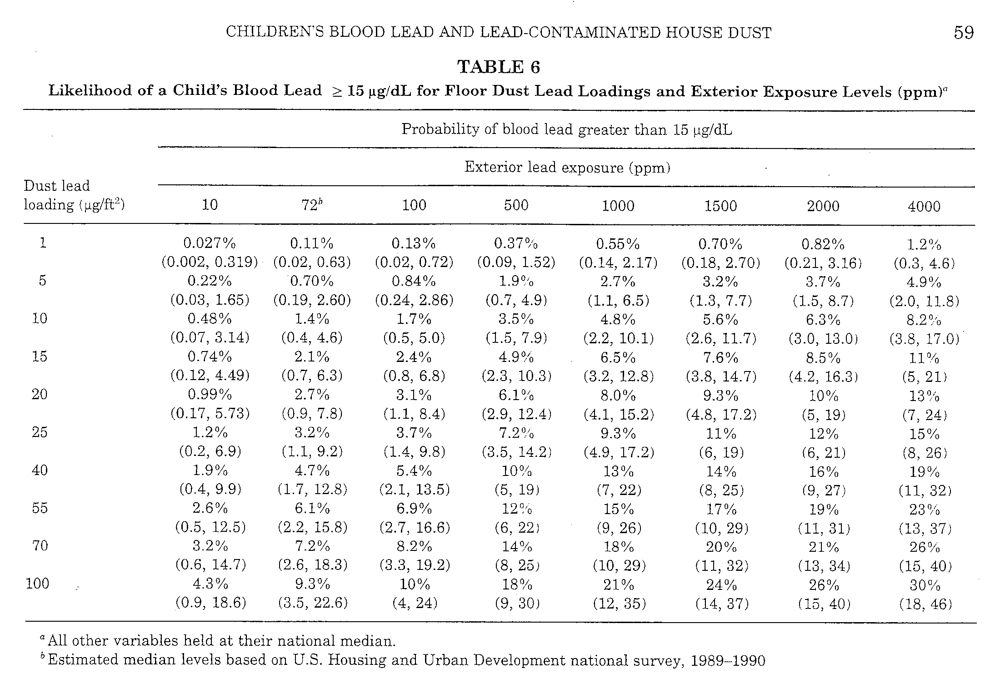 CHILDREN'S BLOOD LEAD AND LEAD-CONTAMINATED HOUSE DUST 59
TABLE 6
Likelihood of a Child's Blood Lead ≥ 15 µg/dL for Floor Dust Lead Loadings and Exterior Exposure Levels (ppm)ᵃ
Probability of blood lead greater than 15 µg/dL
Exterior lead exposure (ppm)
Dust lead
loading (µg/ft²) 10 72ᵇ 100 500 1000 1500 2000 4000
1 0.027% 0.11% 0.13% 0.37% 0.55% 0.70% 0.82% 1.2%
(0.002, 0.319) (0.02, 0.63) (0.02, 0.72) (0.09, 1.52) (0.14, 2.17) (0.18, 2.70) (0.21, 3.16) (0.3, 4.6)
5 0.22% 0.70% 0.84% 1.9% 2.7% 3.2% 3.7% 4.9%
(0.03, 1.65) (0.19, 2.60) (0.24, 2.86) (0.7, 4.9) (1.1, 6.5) (1.3, 7.7) (1.5, 8.7) (2.0, 11.8)
10 0.48% 1.4% 1.7% 3.5% 4.8% 5.6% 6.3% 8.2%
(0.07, 3.14) (0.4, 4.6) (0.5, 5.0) (1.5, 7.9) (2.2, 10.1) (2.6, 11.7) (3.0, 13.0) (3.8, 17.0)
15 0.74% 2.1% 2.4% 4.9% 6.5% 7.6% 8.5% 11%
(0.12, 4.49) (0.7, 6.3) (0.8, 6.8) (2.3, 10.3) (3.2, 12.8) (3.8, 14.7) (4.2, 16.3) (5, 21)
20 0.99% 2.7% 3.1% 6.1% 8.0% 9.3% 10% 13%
(0.17, 5.73) (0.9, 7.8) (1.1, 8.4) (2.9, 12.4) (4.1, 15.2) (4.8, 17.2) (5, 19) (7, 24)
25 1.2% 3.2% 3.7% 7.2% 9.3% 11% 12% 15%
(0.2, 6.9) (1.1, 9.2) (1.4, 9.8) (3.5, 14.2) (4.9, 17.2) (6, 19) (6, 21) (8, 26)
40 1.9% 4.7% 5.4% 10% 13% 14% 16% 19%
(0.4, 9.9) (1.7, 12.8) (2.1, 13.5) (5, 19) (7, 22) (8, 25) (9, 27) (11, 32)
55 2.6% 6.1% 6.9% 12% 15% 17% 19% 23%
(0.5, 12.5) (2.2, 15.8) (2.7, 16.6) (6, 22) (9, 26) (10, 29) (11, 31) (13, 37)
70 3.2% 7.2% 8.2% 14% 18% 20% 21% 26%
(0.6, 14.7) (2.6, 18.3) (3.3, 19.2) (8, 25) (10, 29) (11, 32) (13, 34) (15, 40)
100 4.3% 9.3% 10% 18% 21% 24% 26% 30%
(0.9, 18.6) (3.5, 22.6) (4, 24) (9, 30) (12, 35) (14, 37) (15, 40) (18, 46)
ᵃ All other variables held at their national median.
ᵇ Estimated median levels based on U.S. Housing and Urban Development national survey, 1989–1990